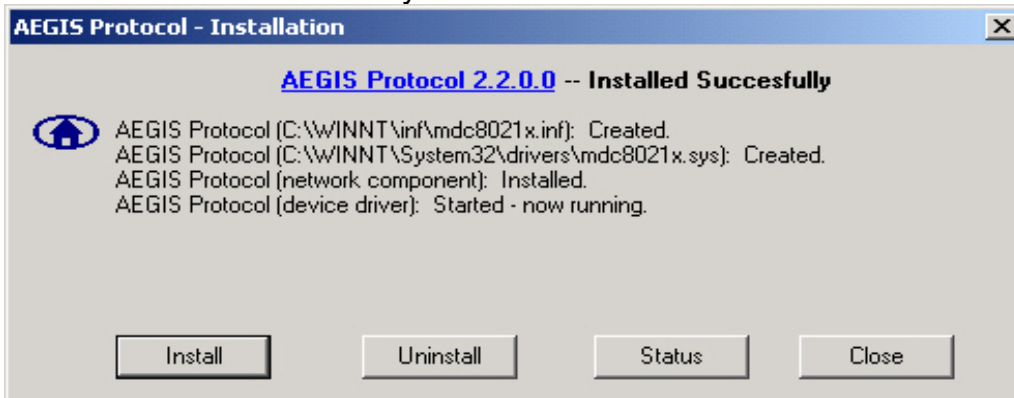 AEGIS Protocol - Installation
AEGIS Protocol 2.2.0.0 -- Installed Succesfully
AEGIS Protocol (C:\WINNT\inf\mdc8021x.inf): Created.
AEGIS Protocol (C:\WINNT\System32\drivers\mdc8021x.sys): Created.
AEGIS Protocol (network component): Installed.
AEGIS Protocol (device driver): Started - now running.
Install Uninstall Status Close